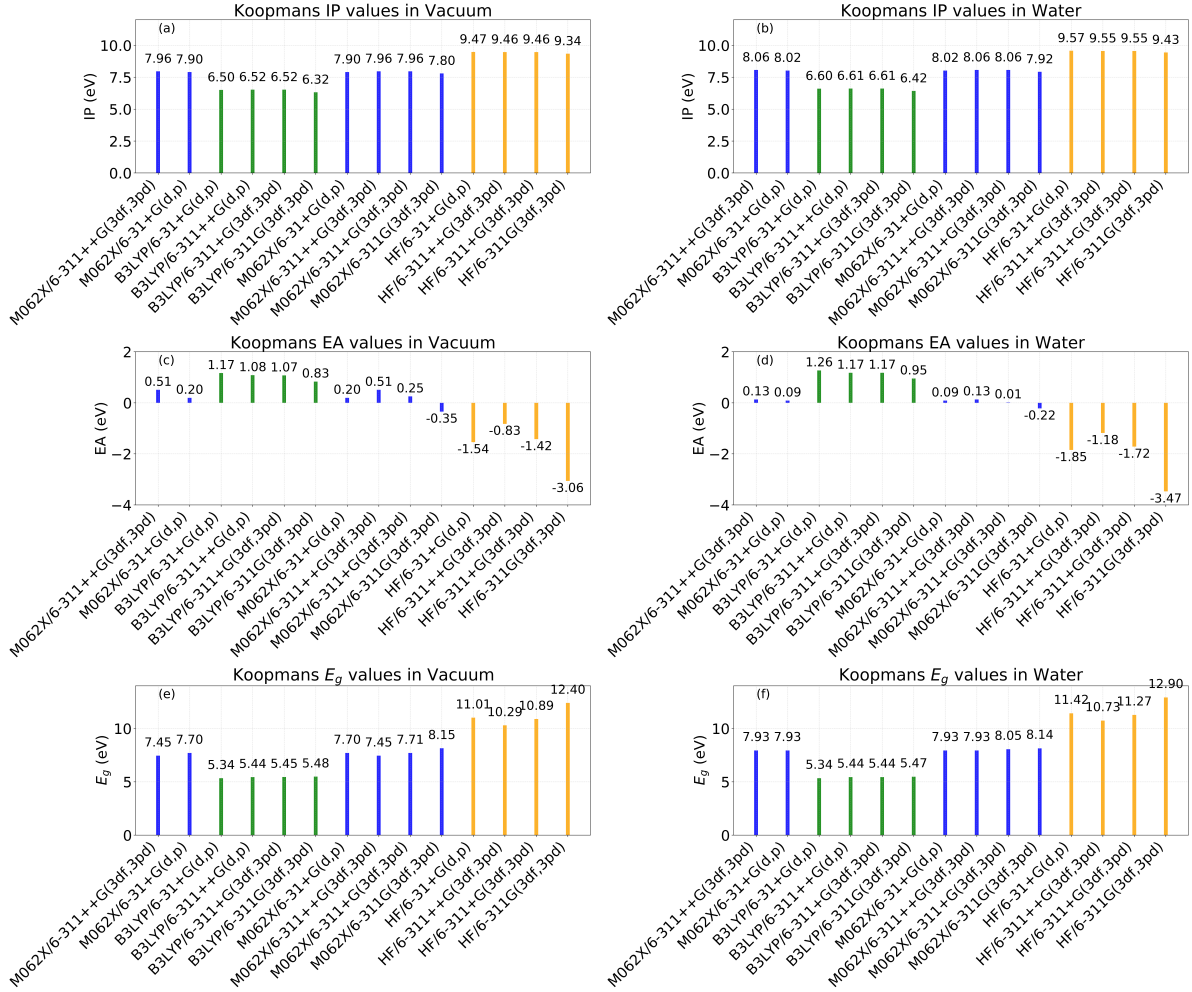 Koopmans IP values in Vacuum
(a)
IP (eV)
10.0
7.5
5.0
2.5
0.0
7.96 7.90 6.50 6.52 6.52 6.32 7.90 7.96 7.96 7.80 9.47 9.46 9.46 9.34
M062X/6-311++G(3df,3pd)
M062X/6-31+G(d,p)
B3LYP/6-31+G(d,p)
B3LYP/6-311++G(d,p)
B3LYP/6-311+G(3df,3pd)
B3LYP/6-311G(3df,3pd)
M062X/6-31+G(d,p)
M062X/6-311++G(3df,3pd)
M062X/6-311+G(3df,3pd)
M062X/6-311G(3df,3pd)
HF/6-31+G(d,p)
HF/6-311++G(3df,3pd)
HF/6-311+G(3df,3pd)
HF/6-311G(3df,3pd)
Koopmans IP values in Water
(b)
IP (eV)
10.0
7.5
5.0
2.5
0.0
8.06 8.02 6.60 6.61 6.61 6.42 8.02 8.06 8.06 7.92 9.57 9.55 9.55 9.43
M062X/6-311++G(3df,3pd)
M062X/6-31+G(d,p)
B3LYP/6-31+G(d,p)
B3LYP/6-311++G(d,p)
B3LYP/6-311+G(3df,3pd)
B3LYP/6-311G(3df,3pd)
M062X/6-31+G(d,p)
M062X/6-311++G(3df,3pd)
M062X/6-311+G(3df,3pd)
M062X/6-311G(3df,3pd)
HF/6-31+G(d,p)
HF/6-311++G(3df,3pd)
HF/6-311+G(3df,3pd)
HF/6-311G(3df,3pd)
Koopmans EA values in Vacuum
(c)
EA (eV)
2
0
−2
−4
0.51 0.20 1.17 1.08 1.07 0.83 0.20 0.51 0.25 -0.35 -1.54 -0.83 -1.42 -3.06
M062X/6-311++G(3df,3pd)
M062X/6-31+G(d,p)
B3LYP/6-31+G(d,p)
B3LYP/6-311++G(d,p)
B3LYP/6-311+G(3df,3pd)
B3LYP/6-311G(3df,3pd)
M062X/6-31+G(d,p)
M062X/6-311++G(3df,3pd)
M062X/6-311+G(3df,3pd)
M062X/6-311G(3df,3pd)
HF/6-31+G(d,p)
HF/6-311++G(3df,3pd)
HF/6-311+G(3df,3pd)
HF/6-311G(3df,3pd)
Koopmans EA values in Water
(d)
EA (eV)
2
0
−2
−4
0.13 0.09 1.26 1.17 1.17 0.95 0.09 0.13 0.01 -0.22 -1.85 -1.18 -1.72 -3.47
M062X/6-311++G(3df,3pd)
M062X/6-31+G(d,p)
B3LYP/6-31+G(d,p)
B3LYP/6-311++G(d,p)
B3LYP/6-311+G(3df,3pd)
B3LYP/6-311G(3df,3pd)
M062X/6-31+G(d,p)
M062X/6-311++G(3df,3pd)
M062X/6-311+G(3df,3pd)
M062X/6-311G(3df,3pd)
HF/6-31+G(d,p)
HF/6-311++G(3df,3pd)
HF/6-311+G(3df,3pd)
HF/6-311G(3df,3pd)
Koopmans Eg values in Vacuum
(e)
Eg (eV)
10
5
0
7.45 7.70 5.34 5.44 5.45 5.48 7.70 7.45 7.71 8.15 11.01 10.29 10.89 12.40
M062X/6-311++G(3df,3pd)
M062X/6-31+G(d,p)
B3LYP/6-31+G(d,p)
B3LYP/6-311++G(d,p)
B3LYP/6-311+G(3df,3pd)
B3LYP/6-311G(3df,3pd)
M062X/6-31+G(d,p)
M062X/6-311++G(3df,3pd)
M062X/6-311+G(3df,3pd)
M062X/6-311G(3df,3pd)
HF/6-31+G(d,p)
HF/6-311++G(3df,3pd)
HF/6-311+G(3df,3pd)
HF/6-311G(3df,3pd)
Koopmans Eg values in Water
(f)
Eg (eV)
10
5
0
7.93 7.93 5.34 5.44 5.44 5.47 7.93 7.93 8.05 8.14 11.42 10.73 11.27 12.90
M062X/6-311++G(3df,3pd)
M062X/6-31+G(d,p)
B3LYP/6-31+G(d,p)
B3LYP/6-311++G(d,p)
B3LYP/6-311+G(3df,3pd)
B3LYP/6-311G(3df,3pd)
M062X/6-31+G(d,p)
M062X/6-311++G(3df,3pd)
M062X/6-311+G(3df,3pd)
M062X/6-311G(3df,3pd)
HF/6-31+G(d,p)
HF/6-311++G(3df,3pd)
HF/6-311+G(3df,3pd)
HF/6-311G(3df,3pd)